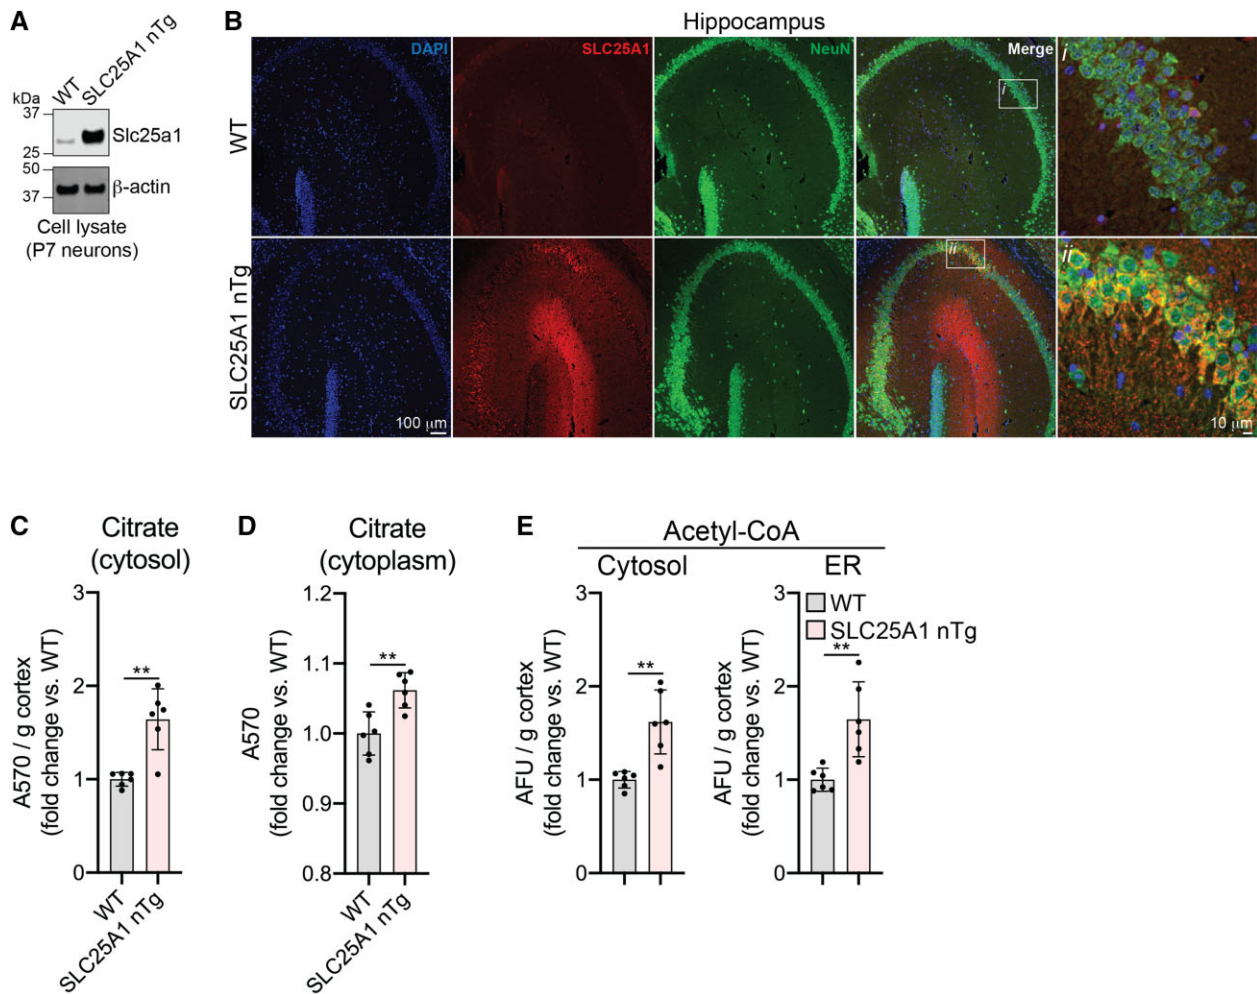 A
WT
SLC25A1 nTg
kDa
37
25
Slc25a1
50
37
β-actin
Cell lysate
(P7 neurons)
B
Hippocampus
WT
DAPI
SLC25A1
NeuN
Merge
i
i
SLC25A1 nTg
100 μm
ii
ii
10 μm
C
Citrate
(cytosol)
A570 / g cortex
(fold change vs. WT)
3
2
1
0
**
WT
SLC25A1 nTg
D
Citrate
(cytoplasm)
A570
(fold change vs. WT)
1.2
1.1
1.0
0.9
0.8
**
WT
SLC25A1 nTg
E
Acetyl-CoA
Cytosol
AFU / g cortex
(fold change vs. WT)
3
2
1
0
**
ER
AFU / g cortex
(fold change vs. WT)
3
2
1
0
WT
SLC25A1 nTg
**